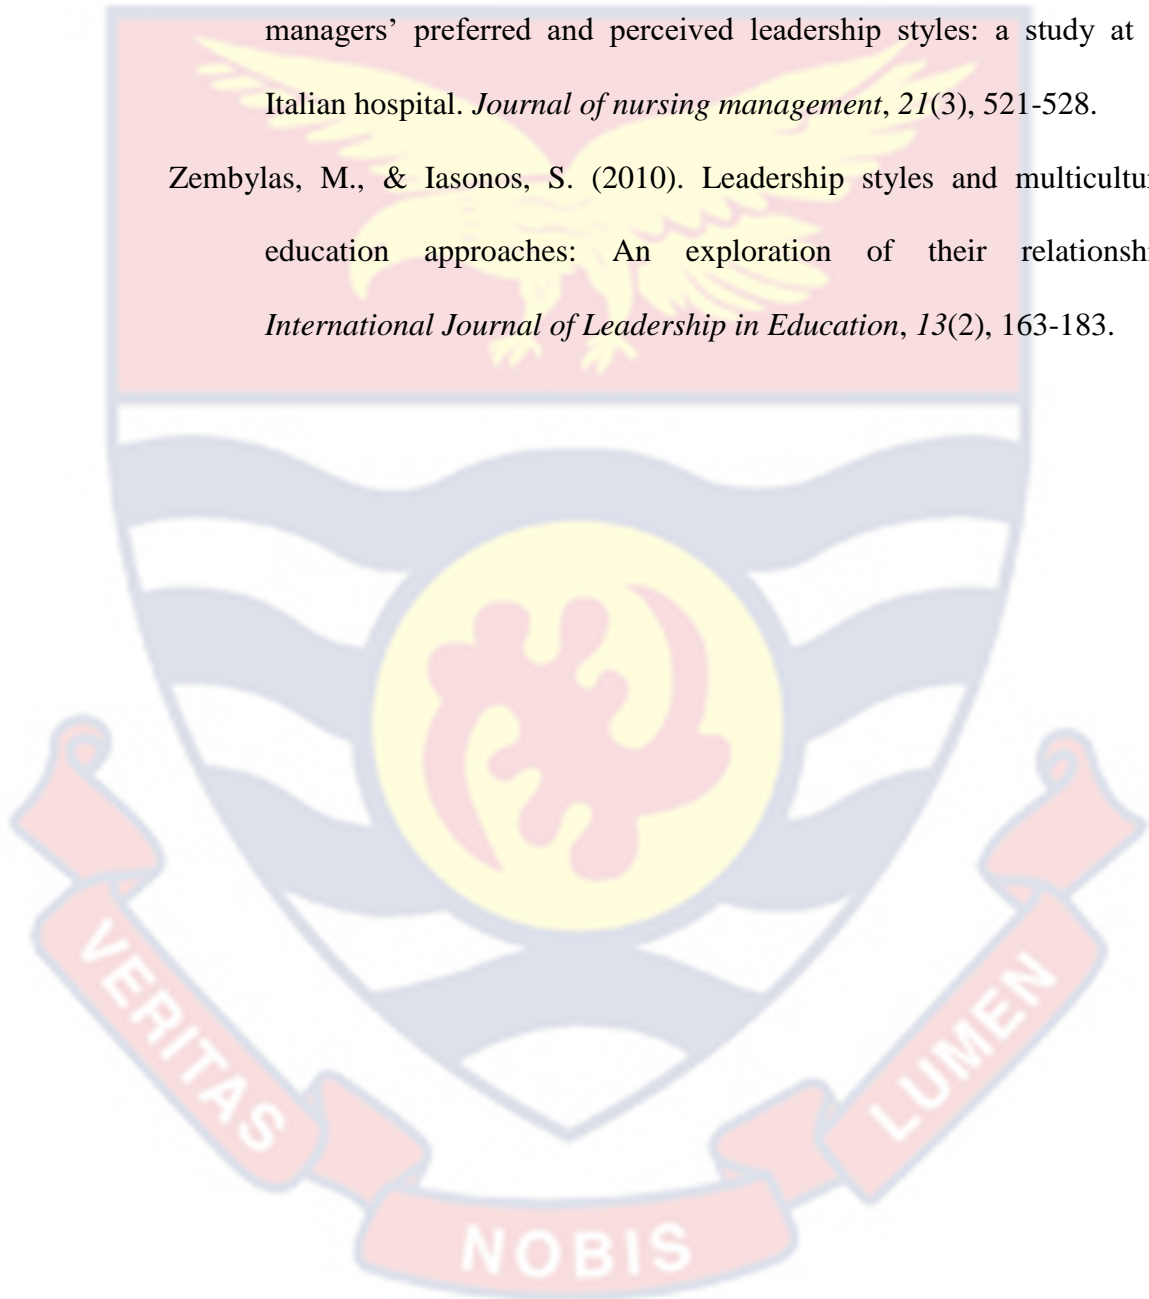 managers’ preferred and perceived leadership styles: a study at
Italian hospital. Journal of nursing management, 21(3), 521-528.
Zembylas, M., & Iasonos, S. (2010). Leadership styles and
education approaches: An exploration of their
International Journal of Leadership in Education, 13(2), 163-183.
VERITAS
NOBIS
LUMEN